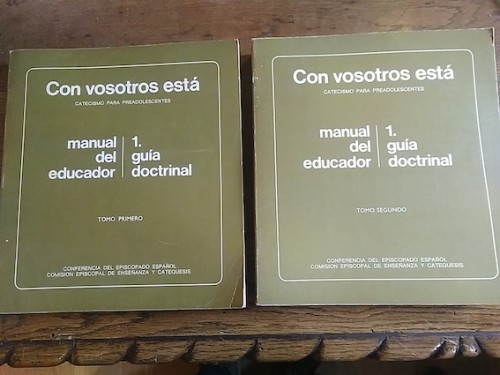 Con vosotros está
CATECISMO PARA PREADOLESCENTES
manual
del
educador
1.
guía
doctrinal
TOMO PRIMERO
CONFERENCIA DEL EPISCOPADO ESPAÑOL
COMISION EPISCOPAL DE ENSEÑANZA Y CATEQUESIS
Con vosotros está
CATECISMO PARA PREADOLESCENTES
manual
del
educador
1.
guía
doctrinal
TOMO SEGUNDO
CONFERENCIA DEL EPISCOPADO ESPAÑOL
COMISION EPISCOPAL DE ENSEÑANZA Y CATEQUESIS